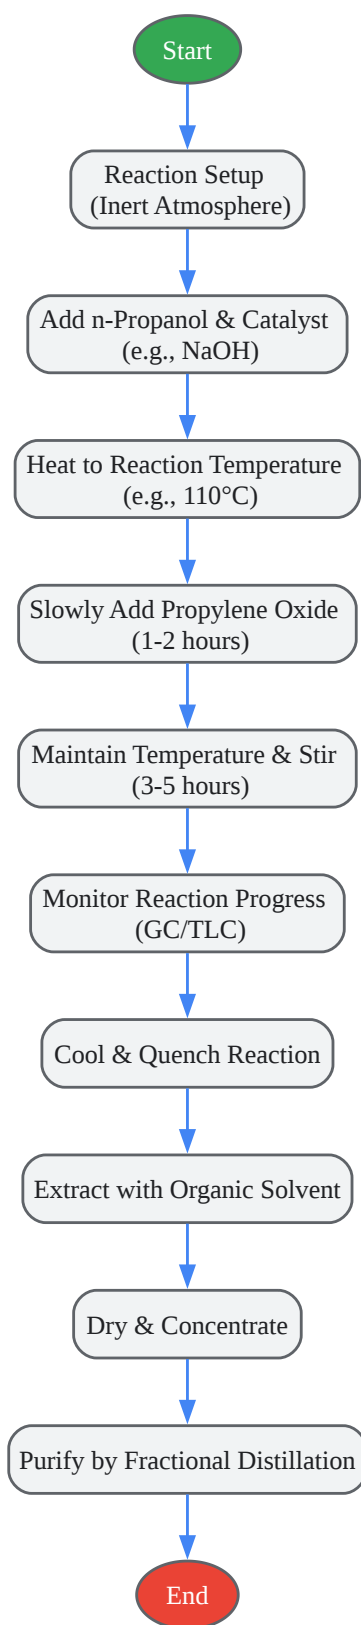 Start
Reaction Setup
(Inert Atmosphere)
Add n-Propanol & Catalyst
(e.g., NaOH)
Heat to Reaction Temperature
(e.g., 110°C)
Slowly Add Propylene Oxide
(1-2 hours)
Maintain Temperature & Stir
(3-5 hours)
Monitor Reaction Progress
(GC/TLC)
Cool & Quench Reaction
Extract with Organic Solvent
Dry & Concentrate
Purify by Fractional Distillation
End